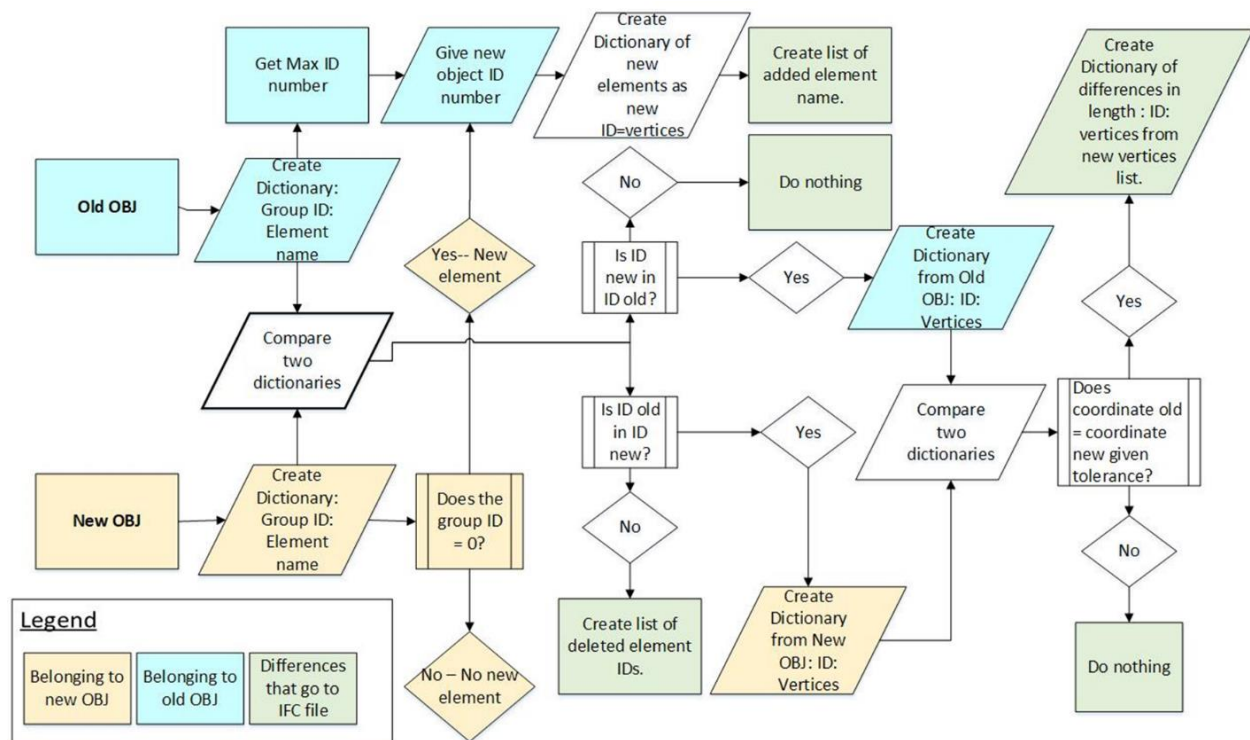 Get Max ID
number
Give new
object ID
number
Create
Dictionary of
new
elements as
new
ID=vertices
Create list of
added element
name.
Create
Dictionary of
differences in
length : ID:
vertices from
new vertices
list.
Old OBJ
Create
Dictionary:
Group ID:
Element
name
No
Do nothing
Yes-- New
element
Is ID
new in
ID old?
Yes
Create
Dictionary
from Old
OBJ: ID:
Vertices
Yes
Compare
two
dictionaries
Is ID old
in ID
new?
Yes
Compare
two
dictionaries
Does
coordinate old
= coordinate
new given
tolerance?
New OBJ
Create
Dictionary:
Group ID:
Element
name
Does the
group ID
= 0?
No
No
Create list of
deleted element
IDs.
Create
Dictionary
from New
OBJ: ID:
Vertices
No – No new
element
Do nothing
Legend
Belonging to
new OBJ
Belonging to
old OBJ
Differences
that go to
IFC file